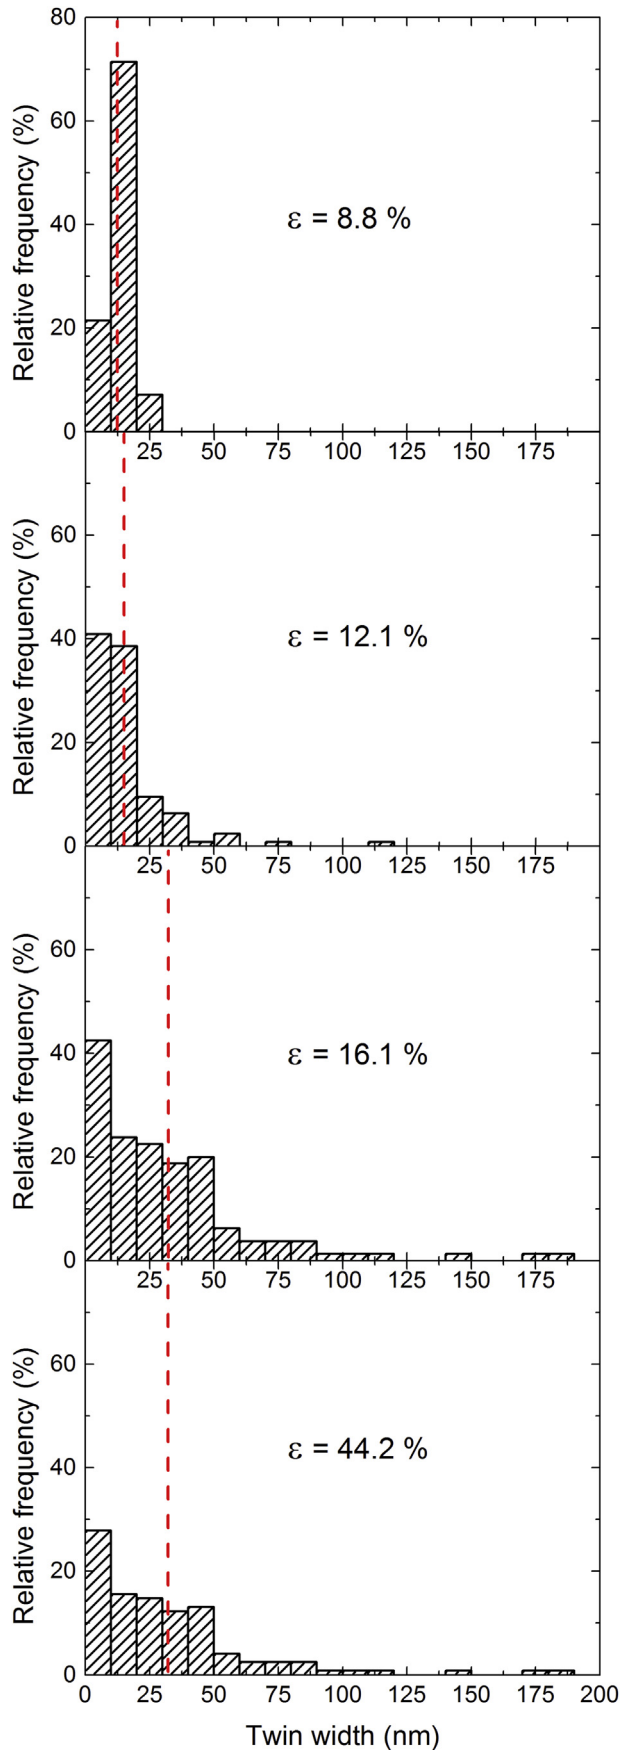 80
60
40
20
0
Relative frequency (%)
ε = 8.8 %
25 50 75 100 125 150 175
60
40
20
0
Relative frequency (%)
ε = 12.1 %
25 50 75 100 125 150 175
60
40
20
0
Relative frequency (%)
ε = 16.1 %
25 50 75 100 125 150 175
60
40
20
0
Relative frequency (%)
ε = 44.2 %
0 25 50 75 100 125 150 175 200
Twin width (nm)